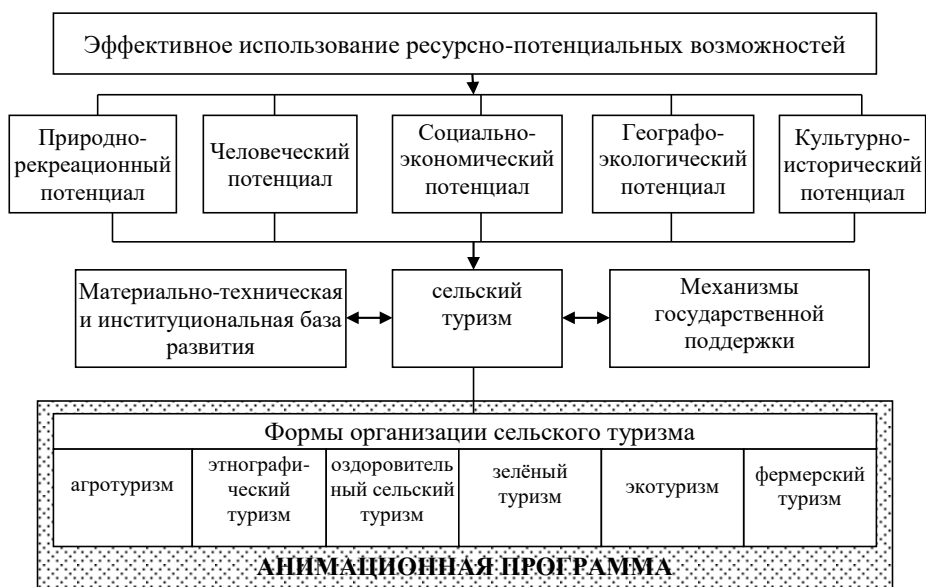 Эффективное использование ресурсно-потенциальных возможностей
Природно-
рекреационный
потенциал
Человеческий
потенциал
Социально-
экономический
потенциал
Географо-
экологический
потенциал
Культурно-
исторический
потенциал
Материально-техническая
и институциональная база
развития
сельский
туризм
Механизмы
государственной
поддержки
Формы организации сельского туризма
агротуризм
этнографи-
ческий
туризм
оздоровитель
ный сельский
туризм
зелёный
туризм
экотуризм
фермерский
туризм
АНИМАЦИОННАЯ ПРОГРАММА